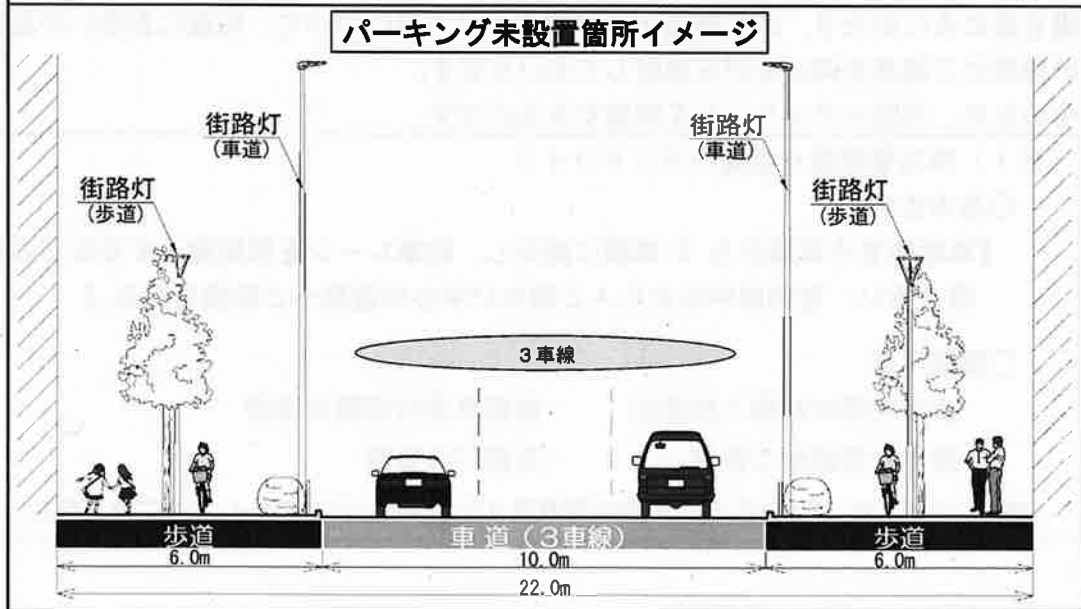 パーキング未設置箇所イメージ
街路灯
(車道)
街路灯
(車道)
街路灯
(歩道)
街路灯
(歩道)
3車線
歩道
車道(3車線)
歩道
6.0m
10.0m
6.0m
22.0m